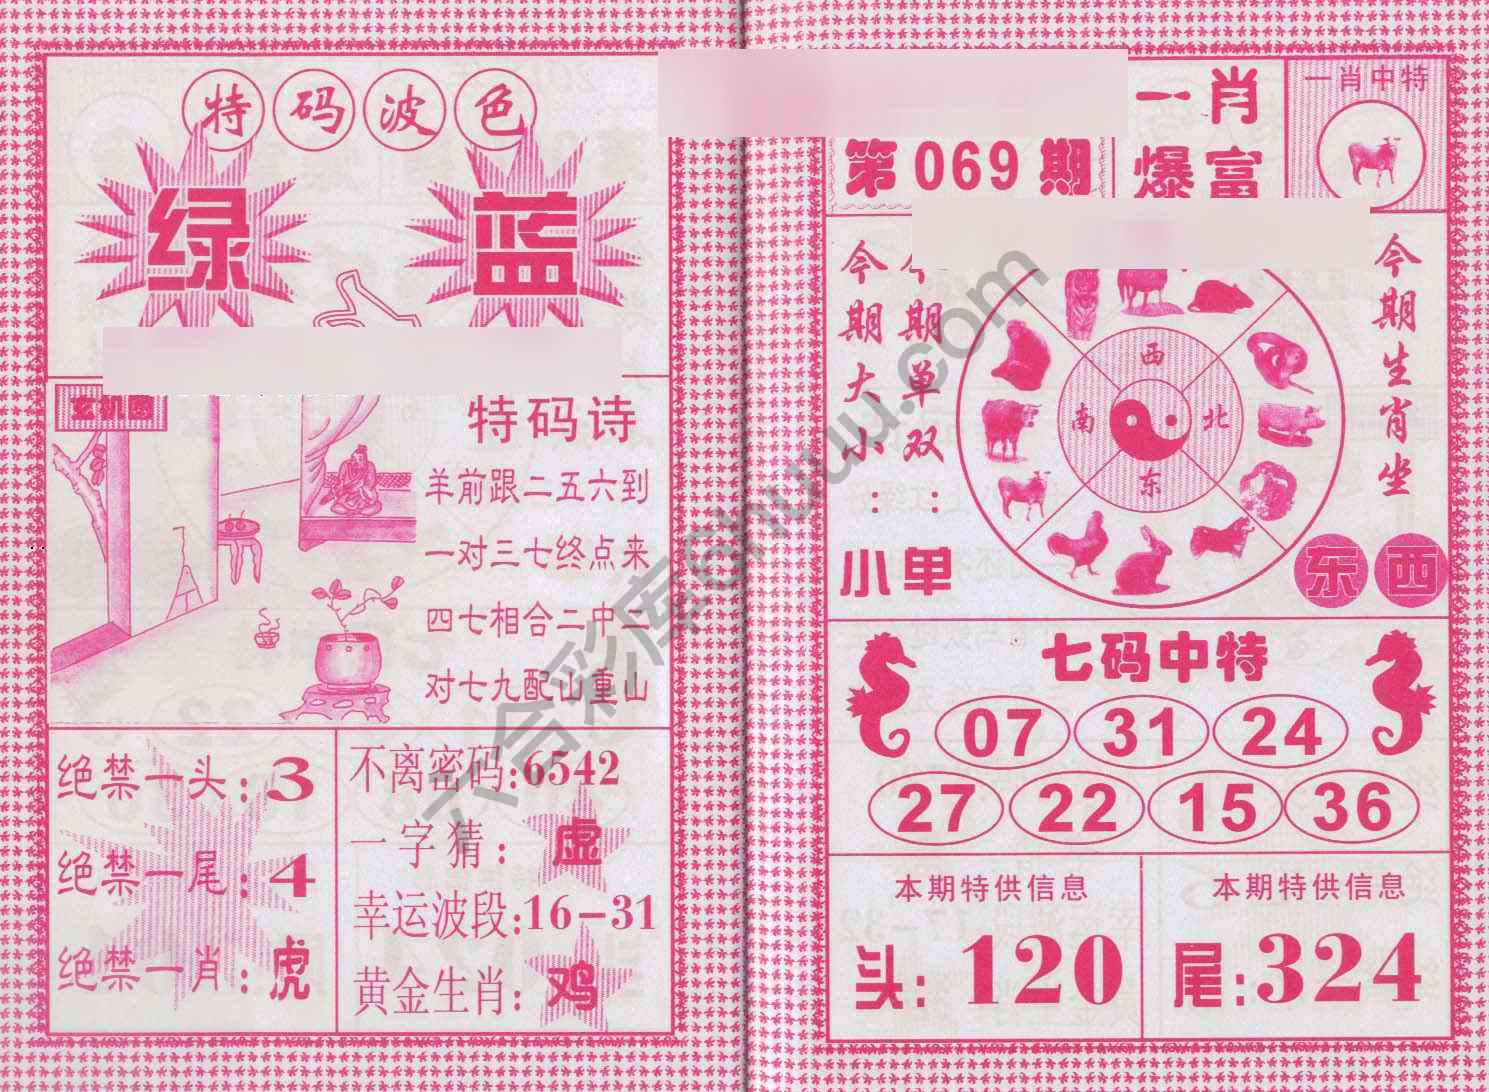 特码波色
绿 蓝
玄机图
特码诗
羊前跟二五六到
一对三七终点来
四七相合二中二
对七九配山重山
绝禁一头:3
绝禁一尾:4
绝禁一肖:虎
不离密码:6542
一字猜:虚
幸运波段:16-31
黄金生肖:鸡
第069期
一肖爆富
一肖中特
今期大小:小
今期单双:单
西
南 北
东
今期生肖坐
东西
七码中特
07 31 24
27 22 15 36
本期特供信息
头:120
本期特供信息
尾:324